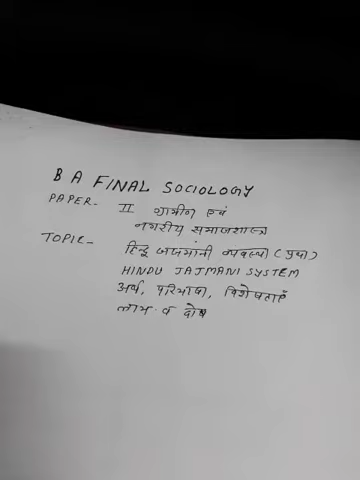 B A FINAL SOCIOLOGY
PAPER- II ग्रामीण एवं
नगरीय समाजशास्त्र
TOPIC- हिन्दू जजमानी व्यवस्था ( प्रथा )
HINDU JAJMANI SYSTEM
अर्थ, परिभाषा, विशेषताएँ
लाभ व दोष